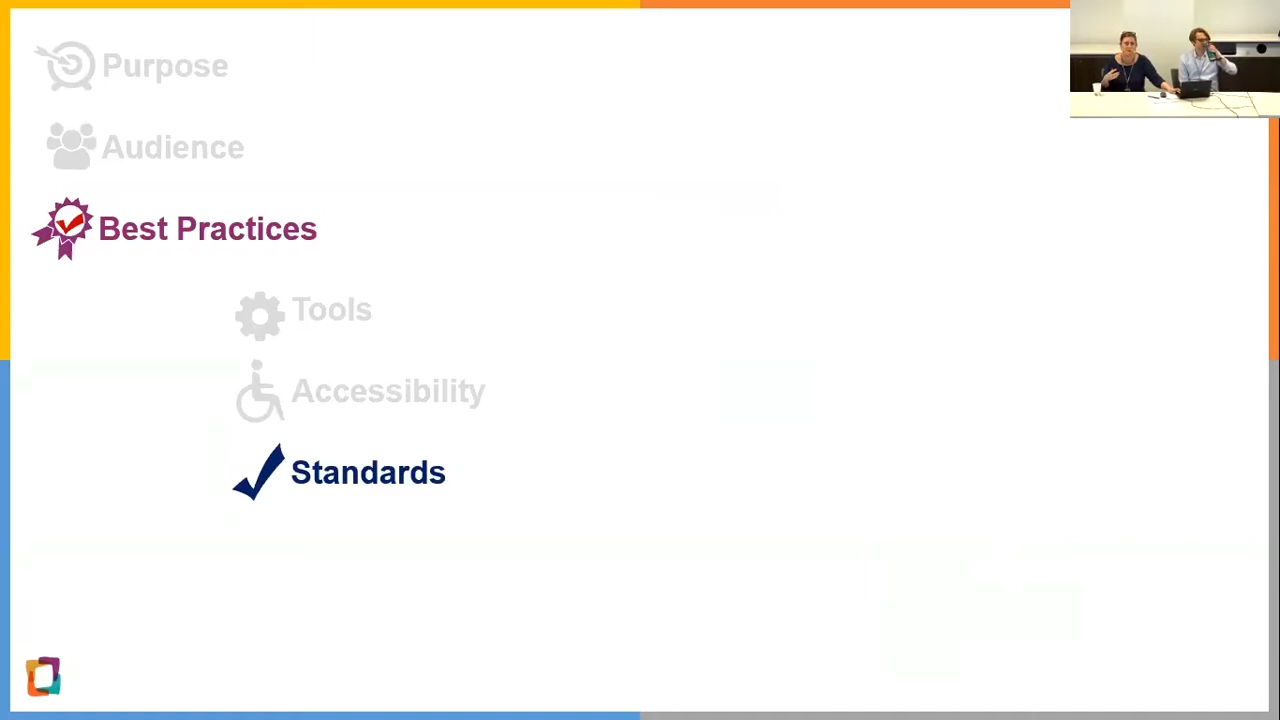 Purpose
Audience
Best Practices
Tools
Accessibility
Standards